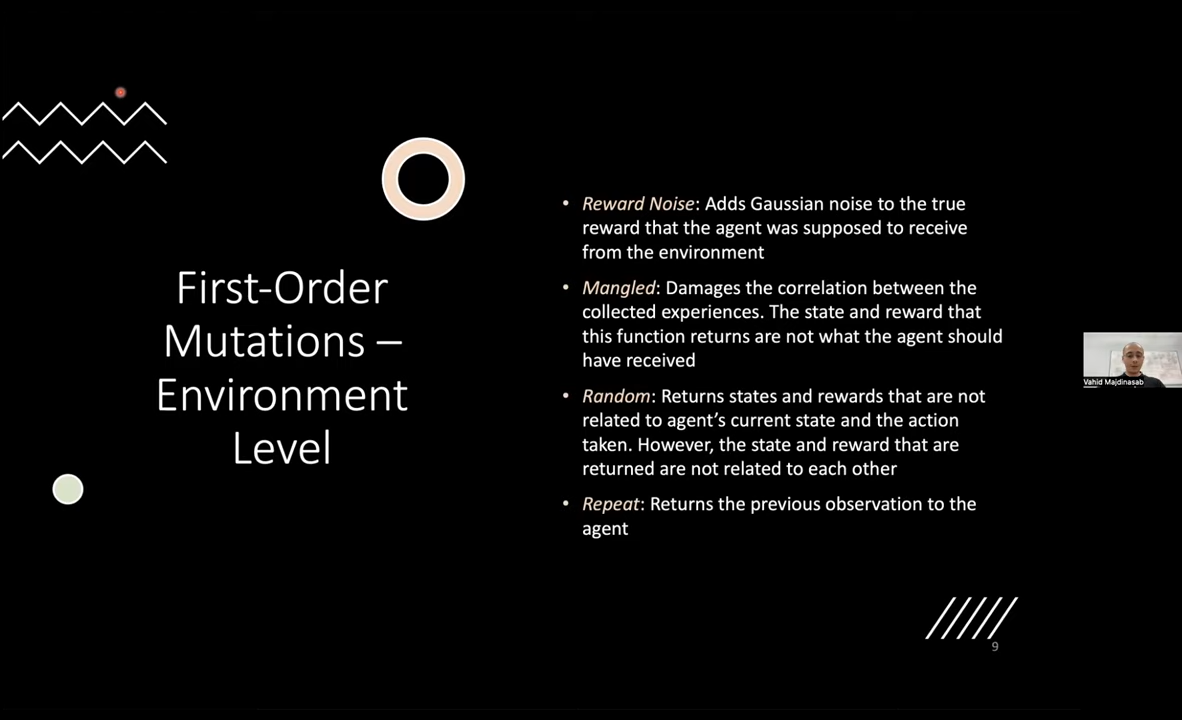 First-Order
Mutations –
Environment
Level
• Reward Noise: Adds Gaussian noise to the true
reward that the agent was supposed to receive
from the environment
• Mangled: Damages the correlation between the
collected experiences. The state and reward that
this function returns are not what the agent should
have received
• Random: Returns states and rewards that are not
related to agent’s current state and the action
taken. However, the state and reward that are
returned are not related to each other
• Repeat: Returns the previous observation to the
agent
9
Vahid Majdinasab